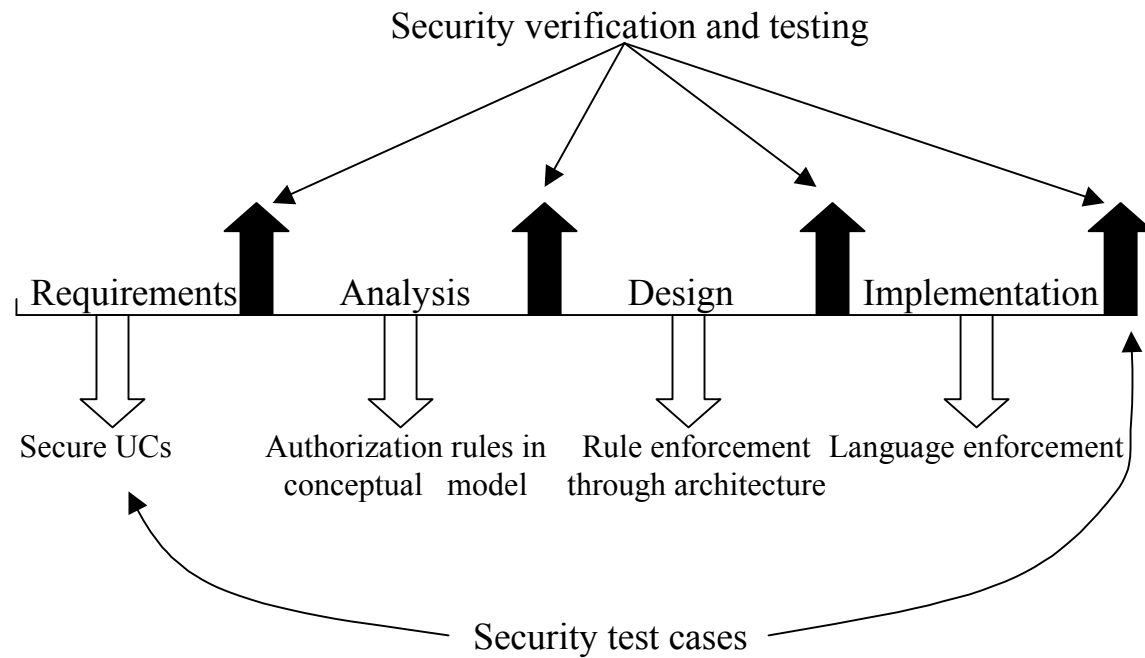 Security verification and testing
Requirements
Analysis
Design
Implementation
Secure UCs
Authorization rules in
conceptual model
Rule enforcement
through architecture
Language enforcement
Security test cases